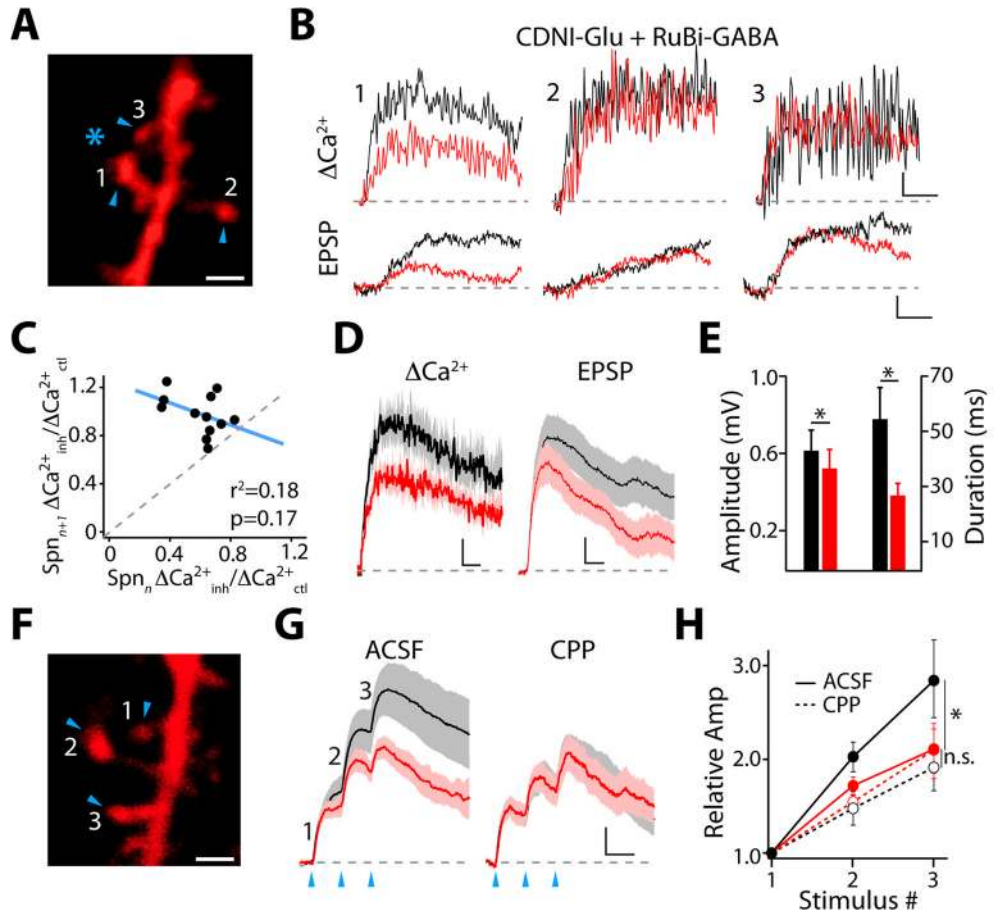 A
3
*
1
2
B
CDNI-Glu + RuBi-GABA
1
2
3
ΔCa²⁺
EPSP
C
Spnₙ₊₁ ΔCa²⁺inh/ΔCa²⁺ctl
1.2
0.8
0.4
0
r²=0.18
p=0.17
0 0.4 0.8 1.2
Spnₙ ΔCa²⁺inh/ΔCa²⁺ctl
D
ΔCa²⁺
EPSP
E
Amplitude (mV)
1.0
0.6
0.2
*
*
70
50
30
10
Duration (ms)
F
1
2
3
G
ACSF
CPP
3
2
1
H
Relative Amp
3.0
2.0
1.0
ACSF
CPP
*
n.s.
1 2 3
Stimulus #